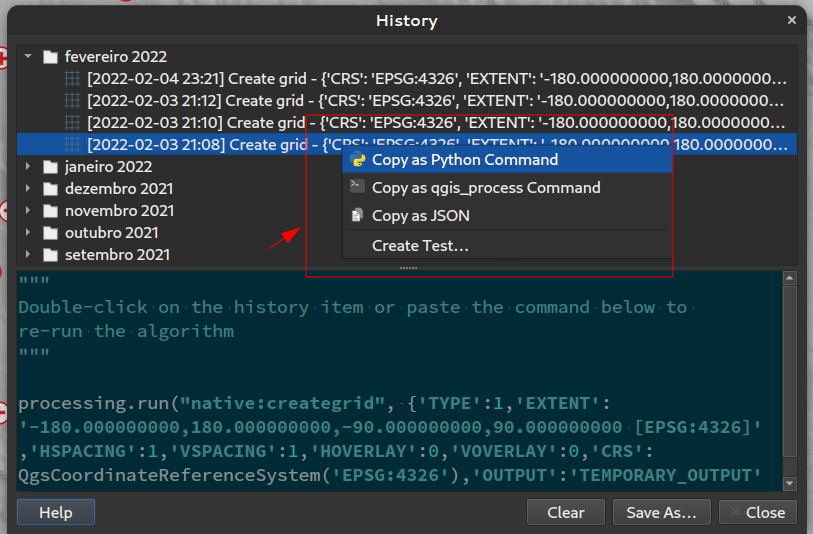 History
fevereiro 2022
[2022-02-04 23:21] Create grid - {'CRS': 'EPSG:4326', 'EXTENT': '-180.000000000,180.0000000...
[2022-02-03 21:12] Create grid - {'CRS': 'EPSG:4326', 'EXTENT': '-180.000000000,180.0000000...
[2022-02-03 21:10] Create grid - {'CRS': 'EPSG:4326', 'EXTENT': '-180.000000000,180.0000000...
[2022-02-03 21:08] Create grid - {'CRS': 'EPSG:4326', 'EXTENT': '-180.000000000,180.0000000...
Copy as Python Command
janeiro 2022
Copy as qgis_process Command
dezembro 2021
novembro 2021
Copy as JSON
outubro 2021
Create Test...
setembro 2021
"""
Double-click on the history item or paste the command below to
re-run the algorithm
"""
processing.run("native:creategrid", {'TYPE':1,'EXTENT':
'-180.000000000,180.000000000,-90.000000000,90.000000000 [EPSG:4326]'
,'HSPACING':1,'VSPACING':1,'HOVERLAY':0,'VOVERLAY':0,'CRS':
QgsCoordinateReferenceSystem('EPSG:4326'),'OUTPUT':'TEMPORARY_OUTPUT'
Help
Clear
Save As...
Close